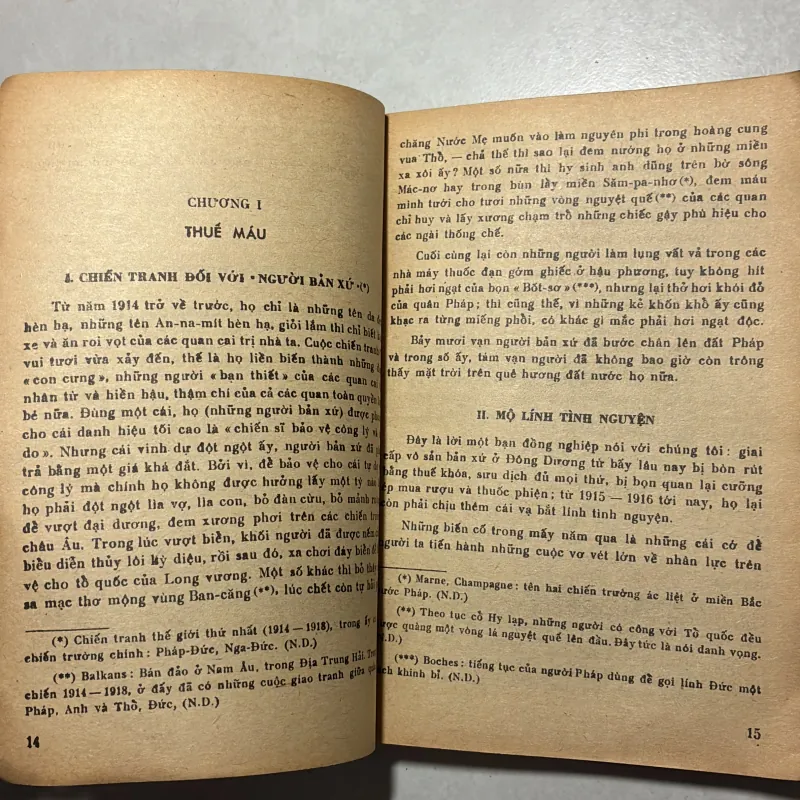 CHƯƠNG I
THUẾ MÁU
I. CHIẾN TRANH ĐỐI VỚI «NGƯỜI BẢN XỨ»(*)
Từ năm 1914 trở về trước, họ chỉ là những tên da
hèn hạ, những tên An-na-mít hèn hạ, giỏi lắm thì chỉ biết
xe và ăn roi vọt của các quan cai trị nhà ta. Cuộc chiến tranh
vui tươi vừa xảy đến, thế là họ liền biến thành những
«con cưng», những người «bạn thiết» của các quan cai
nhân từ và hiền hậu, thậm chí của cả các quan toàn quyền
bé nữa. Đùng một cái, họ (những người bản xứ) được
cho cái danh hiệu tối cao là «chiến sĩ bảo vệ công lý và
do». Nhưng cái vinh dự đột ngột ấy, người bản xứ đã
trả bằng một giá khá đắt. Bởi vì, để bảo vệ cho cái tự do
công lý mà chính họ không được hưởng lấy một tý nào
họ phải đột ngột lìa vợ, lìa con, bỏ đàn cừu, bỏ mảnh
để vượt đại dương, đem xương phơi trên các chiến
châu Âu. Trong lúc vượt biển, khối người đã được nếm
biểu diễn thủy lôi kỳ diệu, rồi sau đó, xa chơi đáy biển để
vệ cho tổ quốc của Long vương. Một số khác thì bỏ
sa mạc thơ mộng vùng Ban-căng(**), lúc chết còn tự hỏi
(*) Chiến tranh thế giới thứ nhất (1914—1918), trong ấy
chiến trường chính: Pháp-Đức, Nga-Đức. (N.D.)
(**) Balkans: Bán đảo ở Nam Âu, trong Địa Trung Hải.
chiến 1914—1918, ở đấy đã có những cuộc giao tranh giữa
Pháp, Anh và Thổ, Đức, (N.D.)
14
chăng Nước Mẹ muốn vào làm nguyên phi trong hoàng cung
vua Thổ, — chả thế thì sao lại đem nướng họ ở những miền
xa xôi ấy? Một số nữa thì hy sinh anh dũng trên bờ sông
Mác-nơ hay trong bùn lầy miền Săm-pa-nhơ(*), đem máu
mình tưới cho tươi những vòng nguyệt quế(**) của các quan
chỉ huy và lấy xương chạm trỗ những chiếc gậy phù hiệu cho
các ngài thống chế.
Cuối cùng lại còn những người làm lụng vất vả trong các
nhà máy thuốc đạn gớm ghiếc ở hậu phương, tuy không hít
phải hơi ngạt của bọn «Bốt-sơ»(***), nhưng lại thở hơi khói đỏ
của quân Pháp; thì cũng thế, vì những kẻ khốn khổ ấy cũng
khạc ra từng miếng phổi, có khác gì mắc phải hơi ngạt độc.
Bảy mươi vạn người bản xứ đã bước chân lên đất Pháp
và trong số ấy, tám vạn người đã không bao giờ còn trông
thấy mặt trời trên quê hương đất nước họ nữa.
II. MỘ LÍNH TÌNH NGUYỆN
Đây là lời một bạn đồng nghiệp nói với chúng tôi: giai
cấp vô sản bản xứ ở Đông Dương từ bấy lâu nay bị bòn rút
bằng thuế khóa, sưu dịch đủ mọi thứ, bị bọn quan lại cưỡng
ép mua rượu và thuốc phiện; từ 1915—1916 tới nay, họ lại
còn phải chịu thêm cái vạ bắt lính tình nguyện.
Những biến cố trong mấy năm qua là những cái cớ để
người ta tiến hành những cuộc vơ vét lớn về nhân lực trên
(*) Marne, Champagne: tên hai chiến trường ác liệt ở miền Bắc
nước Pháp. (N.D.)
(**) Theo tục cổ Hy lạp, những người có công với Tổ quốc đều
được quàng một vòng lá nguyệt quế lên đầu. Đây tức là nói danh vọng.
(N.D.)
(***) Boches: tiếng tục của người Pháp dùng để gọi lính Đức một
cách khinh bỉ. (N.D.)
15